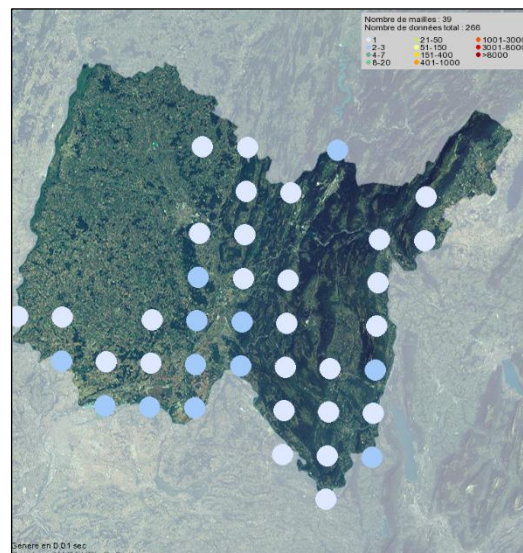 Nombre de mailles : 39
Nombre de données total : 266
1 21-50 1001-3000
2-3 51-150 3001-8000
4-7 151-400 >8000
8-20 401-1000
Généré en 0.01 sec